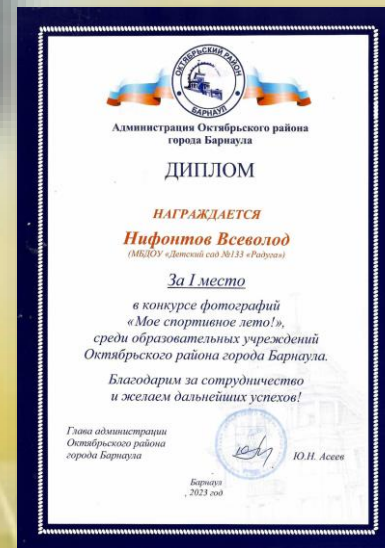 ОКТЯБРЬСКИЙ РАЙОН
БАРНАУЛ
Администрация Октябрьского района
города Барнаула
ДИПЛОМ
НАГРАЖДАЕТСЯ
Нифонтов Всеволод
(МБДОУ «Детский сад №133 «Радуга»)
За I место
в конкурсе фотографий
«Мое спортивное лето!»,
среди образовательных учреждений
Октябрьского района города Барнаула.
Благодарим за сотрудничество
и желаем дальнейших успехов!
Глава администрации
Октябрьского района
города Барнаула
Ю.Н. Асеев
Барнаул
, 2023 год